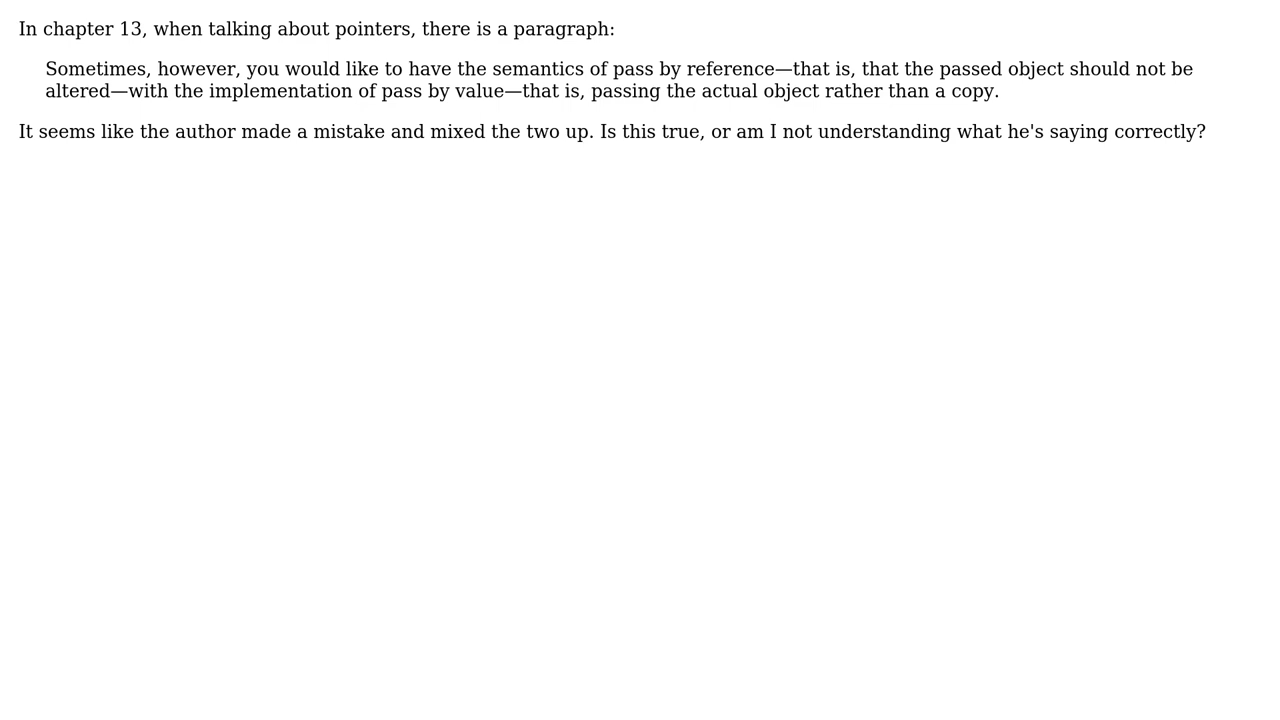 In chapter 13, when talking about pointers, there is a paragraph:
Sometimes, however, you would like to have the semantics of pass by reference—that is, that the passed object should not be
altered—with the implementation of pass by value—that is, passing the actual object rather than a copy.
It seems like the author made a mistake and mixed the two up. Is this true, or am I not understanding what he's saying correctly?